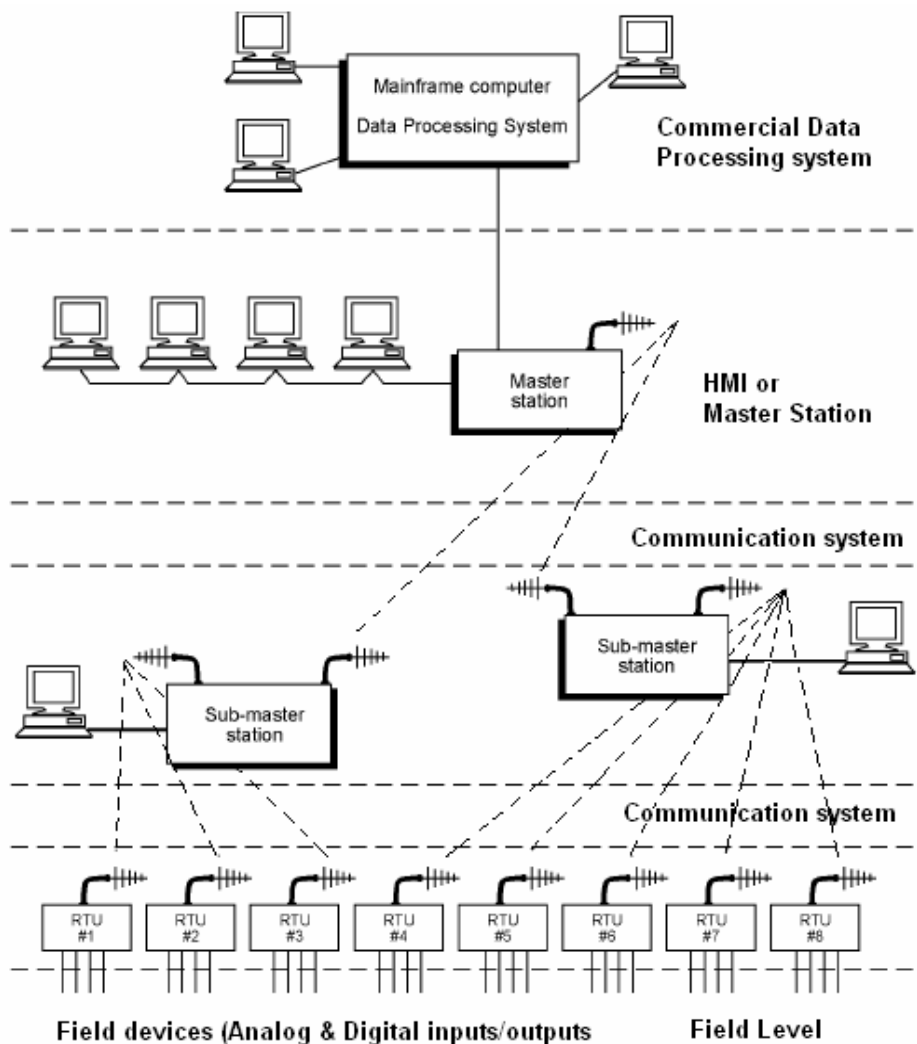 Mainframe computer
Data Processing System
Commercial Data
Processing system
Master
station
HMI or
Master Station
Communication system
Sub-master
station
Sub-master
station
Communication system
RTU
#1
RTU
#2
RTU
#3
RTU
#4
RTU
#5
RTU
#6
RTU
#7
RTU
#8
Field devices (Analog & Digital inputs/outputs
Field Level